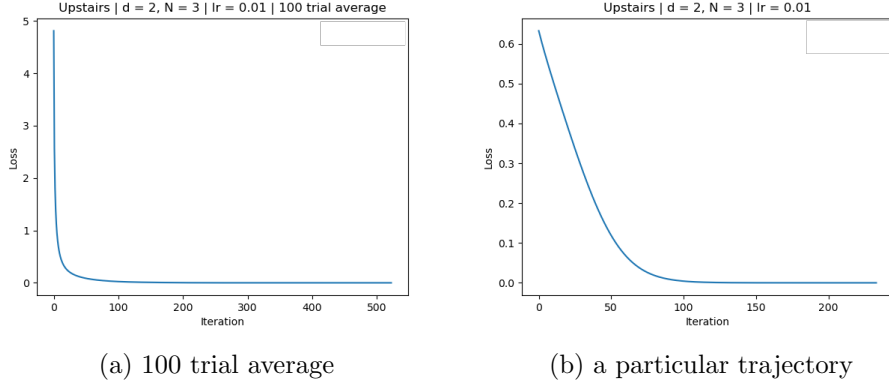 Upstairs | d = 2, N = 3 | lr = 0.01 | 100 trial average
5
4
3
2
1
0
Loss
0 100 200 300 400 500
Iteration
(a) 100 trial average
Upstairs | d = 2, N = 3 | lr = 0.01
0.6
0.5
0.4
0.3
0.2
0.1
0.0
Loss
0 50 100 150 200
Iteration
(b) a particular trajectory